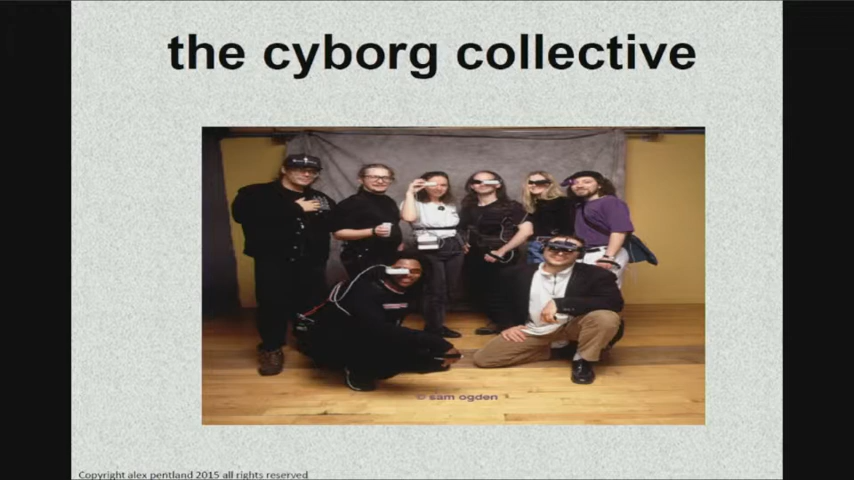 the cyborg collective
© sam ogden
Copyright alex pentland 2015 all rights reserved